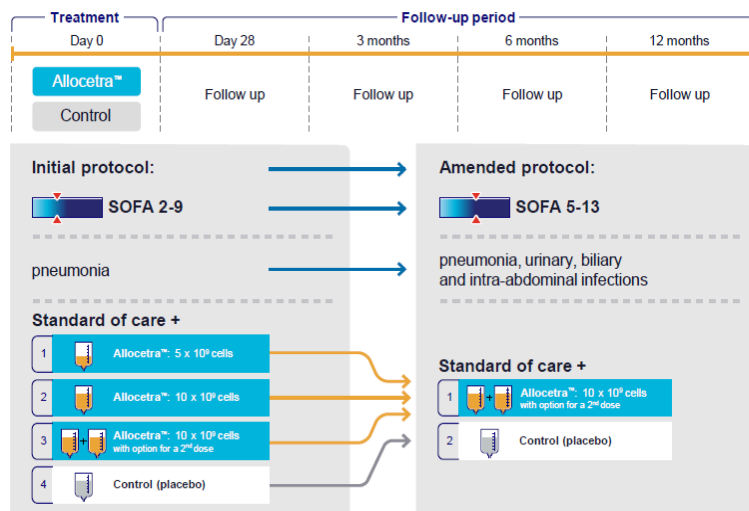 Treatment
Follow-up period
Day 0
Day 28
3 months
6 months
12 months
Allocetra™
Control
Follow up
Follow up
Follow up
Follow up
Initial protocol:
SOFA 2-9
pneumonia
Standard of care +
1
Allocetra™: 5 x 10⁹ cells
2
Allocetra™: 10 x 10⁹ cells
3
+
Allocetra™: 10 x 10⁹ cells
with option for a 2ⁿᵈ dose
4
Control (placebo)
Amended protocol:
SOFA 5-13
pneumonia, urinary, biliary
and intra-abdominal infections
Standard of care +
1
+
Allocetra™: 10 x 10⁹ cells
with option for a 2ⁿᵈ dose
2
Control (placebo)